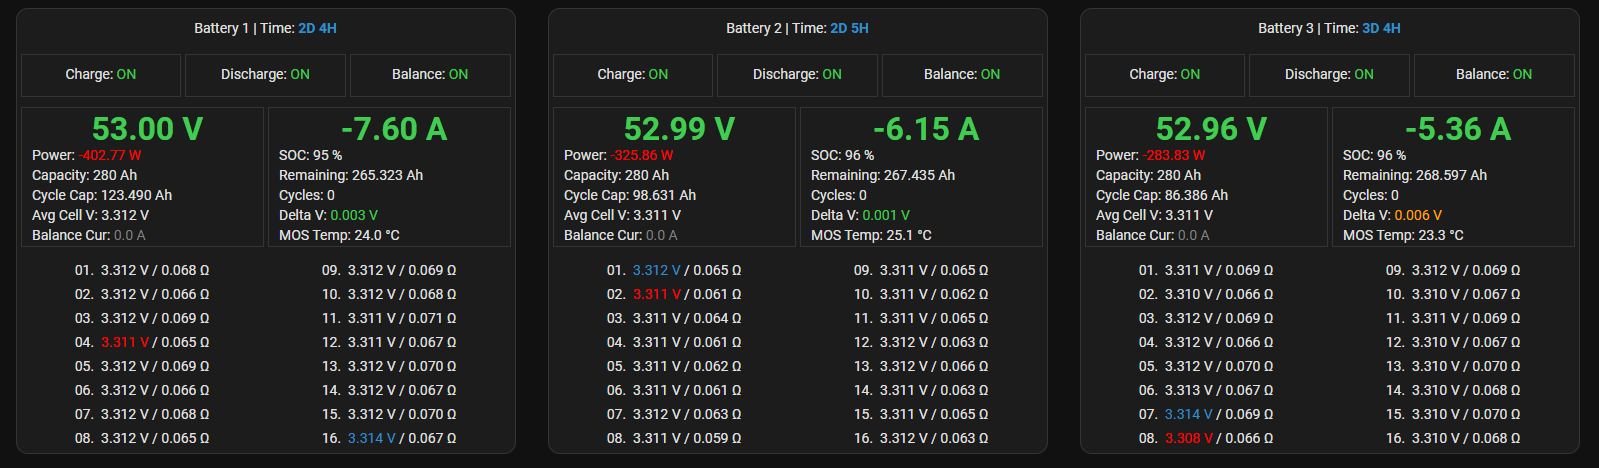 Battery 1 | Time: 2D 4H
Charge: ON
Discharge: ON
Balance: ON
53.00 V
Power: -402.77 W
Capacity: 280 Ah
Cycle Cap: 123.490 Ah
Avg Cell V: 3.312 V
Balance Cur: 0.0 A
-7.60 A
SOC: 95 %
Remaining: 265.323 Ah
Cycles: 0
Delta V: 0.003 V
MOS Temp: 24.0 °C
01. 3.312 V / 0.068 Ω
02. 3.312 V / 0.066 Ω
03. 3.312 V / 0.069 Ω
04. 3.311 V / 0.065 Ω
05. 3.312 V / 0.069 Ω
06. 3.312 V / 0.066 Ω
07. 3.312 V / 0.068 Ω
08. 3.312 V / 0.065 Ω
09. 3.312 V / 0.069 Ω
10. 3.312 V / 0.068 Ω
11. 3.311 V / 0.071 Ω
12. 3.311 V / 0.067 Ω
13. 3.312 V / 0.070 Ω
14. 3.312 V / 0.067 Ω
15. 3.312 V / 0.070 Ω
16. 3.314 V / 0.067 Ω
Battery 2 | Time: 2D 5H
Charge: ON
Discharge: ON
Balance: ON
52.99 V
Power: -325.86 W
Capacity: 280 Ah
Cycle Cap: 98.631 Ah
Avg Cell V: 3.311 V
Balance Cur: 0.0 A
-6.15 A
SOC: 96 %
Remaining: 267.435 Ah
Cycles: 0
Delta V: 0.001 V
MOS Temp: 25.1 °C
01. 3.312 V / 0.065 Ω
02. 3.311 V / 0.061 Ω
03. 3.311 V / 0.064 Ω
04. 3.311 V / 0.061 Ω
05. 3.311 V / 0.062 Ω
06. 3.311 V / 0.061 Ω
07. 3.312 V / 0.063 Ω
08. 3.311 V / 0.059 Ω
09. 3.311 V / 0.065 Ω
10. 3.311 V / 0.062 Ω
11. 3.311 V / 0.065 Ω
12. 3.312 V / 0.063 Ω
13. 3.312 V / 0.066 Ω
14. 3.311 V / 0.063 Ω
15. 3.311 V / 0.065 Ω
16. 3.312 V / 0.063 Ω
Battery 3 | Time: 3D 4H
Charge: ON
Discharge: ON
Balance: ON
52.96 V
Power: -283.83 W
Capacity: 280 Ah
Cycle Cap: 86.386 Ah
Avg Cell V: 3.311 V
Balance Cur: 0.0 A
-5.36 A
SOC: 96 %
Remaining: 268.597 Ah
Cycles: 0
Delta V: 0.006 V
MOS Temp: 23.3 °C
01. 3.311 V / 0.069 Ω
02. 3.310 V / 0.066 Ω
03. 3.312 V / 0.069 Ω
04. 3.312 V / 0.066 Ω
05. 3.312 V / 0.070 Ω
06. 3.313 V / 0.067 Ω
07. 3.314 V / 0.069 Ω
08. 3.308 V / 0.066 Ω
09. 3.312 V / 0.069 Ω
10. 3.310 V / 0.067 Ω
11. 3.311 V / 0.069 Ω
12. 3.310 V / 0.067 Ω
13. 3.310 V / 0.070 Ω
14. 3.310 V / 0.068 Ω
15. 3.310 V / 0.070 Ω
16. 3.310 V / 0.068 Ω